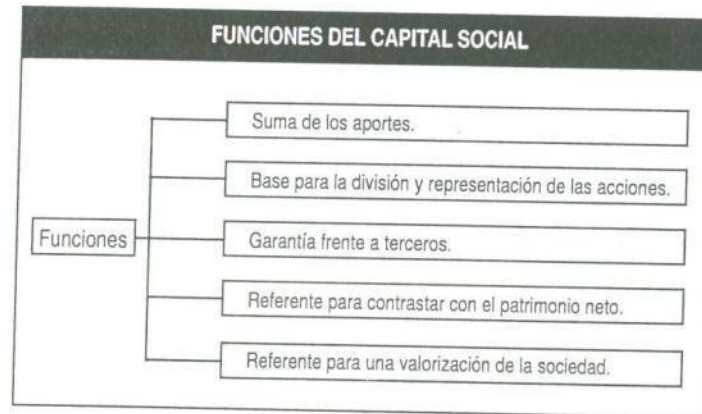 FUNCIONES DEL CAPITAL SOCIAL
Funciones
Suma de los aportes.
Base para la división y representación de las acciones.
Garantía frente a terceros.
Referente para contrastar con el patrimonio neto.
Referente para una valorización de la sociedad.